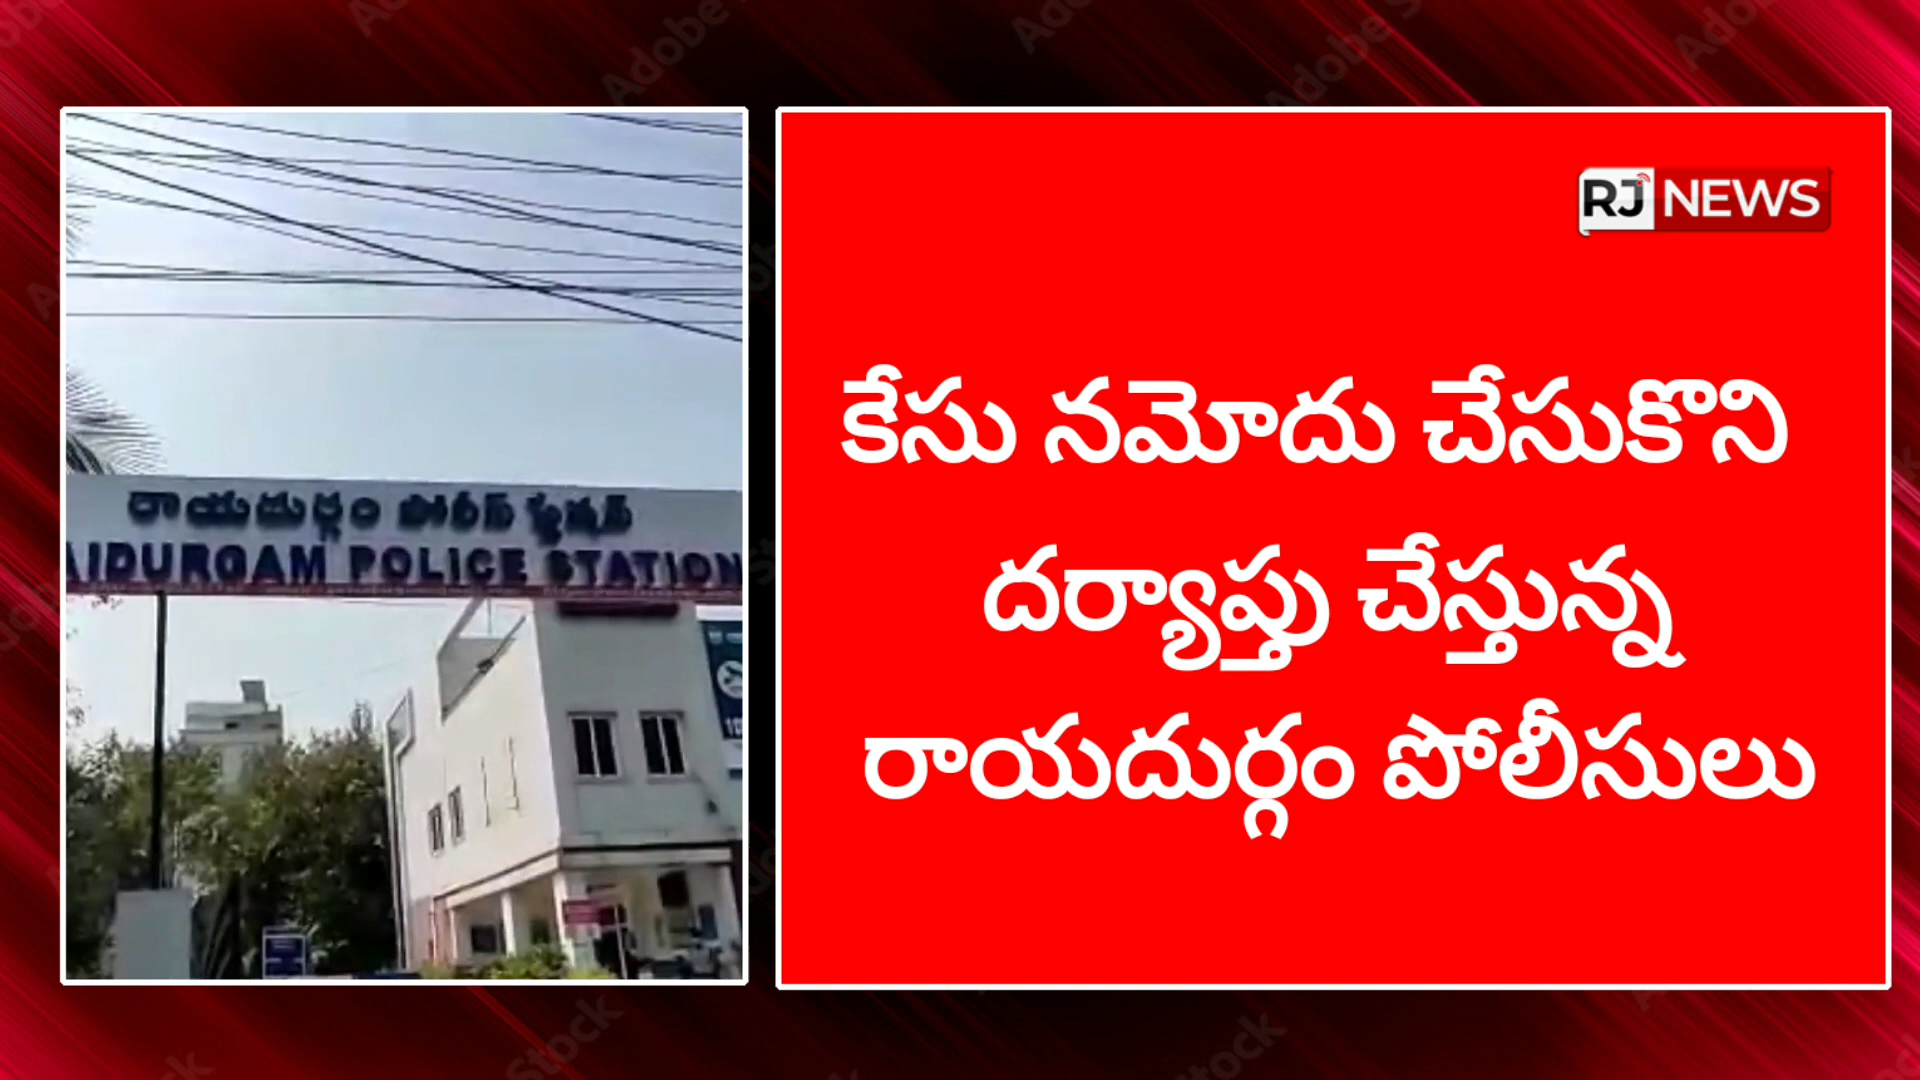 RJ NEWS
రాయదుర్గం పోలీస్ స్టేషన్
AIDURGAM POLICE STATION
కేసు నమోదు చేసుకొని
దర్యాప్తు చేస్తున్న
రాయదుర్గం పోలీసులు